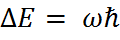 ΔE = ωℏ